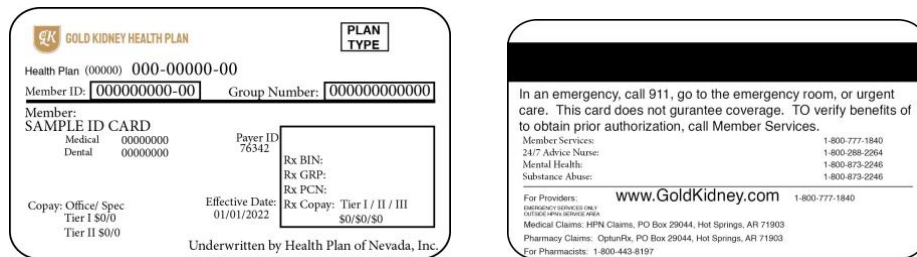 GK GOLD KIDNEY HEALTH PLAN
PLAN
TYPE
Health Plan (00000) 000-00000-00
Member ID: 000000000-00 Group Number: 000000000000
Member:
SAMPLE ID CARD
Medical 00000000
Dental 00000000
Payer ID
76342
Rx BIN:
Rx GRP:
Rx PCN:
Rx Copay: Tier I / II / III
$0/$0/$0
Copay: Office/ Spec
Tier I $0/0
Tier II $0/0
Effective Date:
01/01/2022
Underwritten by Health Plan of Nevada, Inc.
In an emergency, call 911, go to the emergency room, or urgent
care. This card does not gurantee coverage. TO verify benefits of
to obtain prior authorization, call Member Services.
Member Services: 1-800-777-1840
24/7 Advice Nurse: 1-800-288-2264
Mental Health: 1-800-873-2246
Substance Abuse: 1-800-873-2246
For Providers: www.GoldKidney.com 1-800-777-1840
EMERGENCY SERVICES ONLY
OUTSIDE HPNs SERVICE AREA
Medical Claims: HPN Claims, PO Box 29044, Hot Springs, AR 71903
Pharmacy Claims: OptunRx, PO Box 29044, Hot Springs, AR 71903
For Pharmacists: 1-800-443-8197